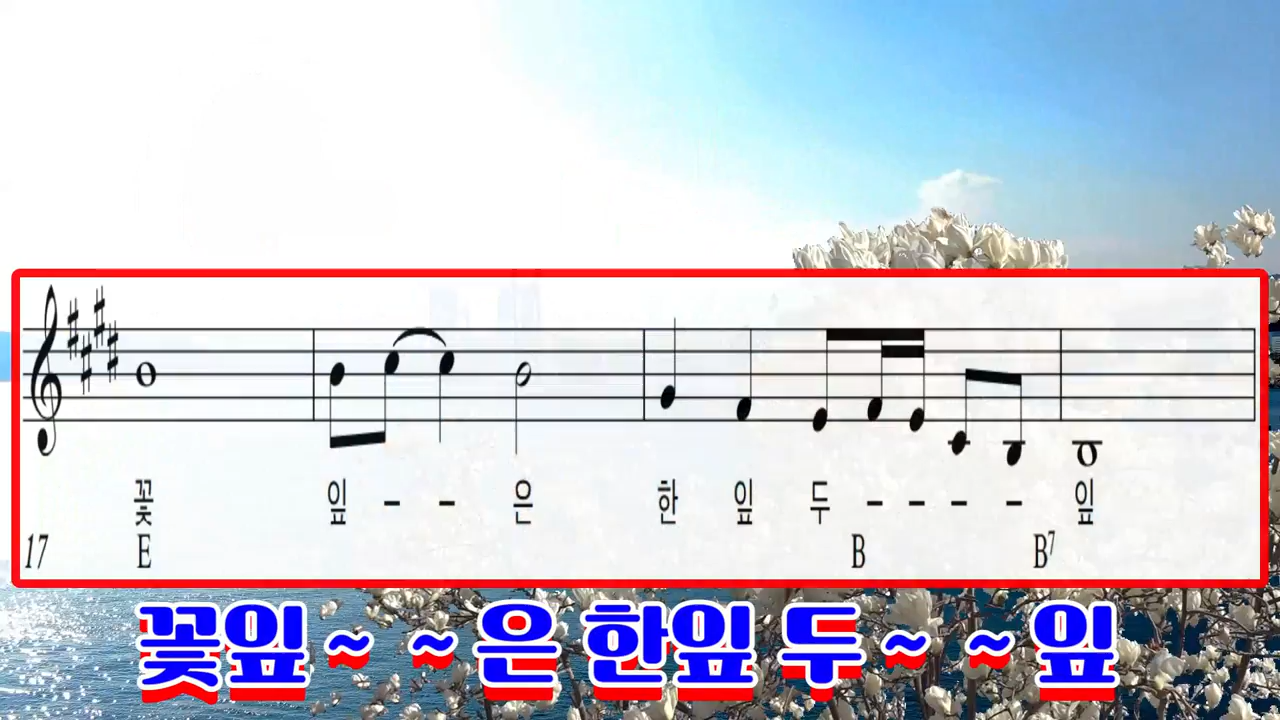 꽃 잎 - - 은 한 잎 두 - - - - 잎
17 E B B7
꽃잎~ ~은 한잎 두~ ~잎